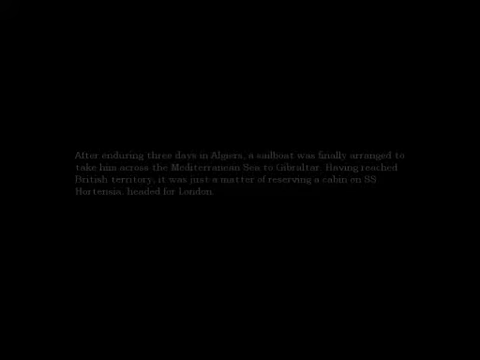 After enduring three days in Algiers, a sailboat was finally arranged to
take him across the Mediterranean Sea to Gibraltar. Having reached
British territory, it was just a matter of reserving a cabin on SS
Hortensia, headed for London.